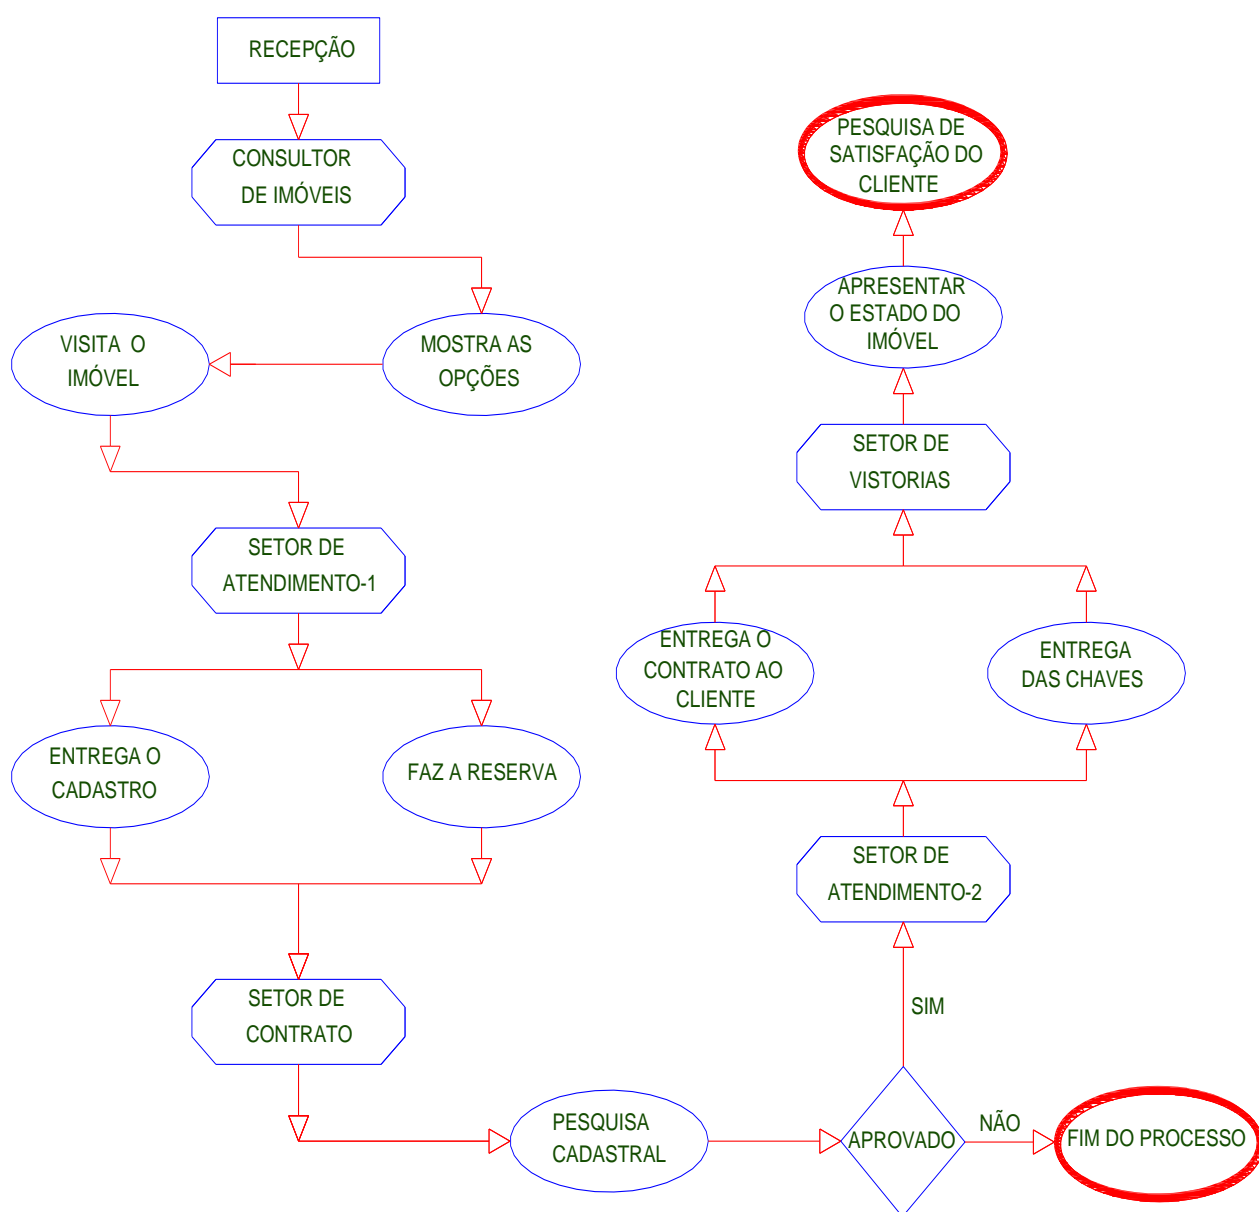 RECEPÇÃO
CONSULTOR
DE IMÓVEIS
MOSTRA AS
OPÇÕES
VISITA O
IMÓVEL
SETOR DE
ATENDIMENTO-1
ENTREGA O
CADASTRO
FAZ A RESERVA
SETOR DE
CONTRATO
PESQUISA
CADASTRAL
APROVADO
NÃO
FIM DO PROCESSO
SIM
SETOR DE
ATENDIMENTO-2
ENTREGA O
CONTRATO AO
CLIENTE
ENTREGA
DAS CHAVES
SETOR DE
VISTORIAS
APRESENTAR
O ESTADO DO
IMÓVEL
PESQUISA DE
SATISFAÇÃO DO
CLIENTE